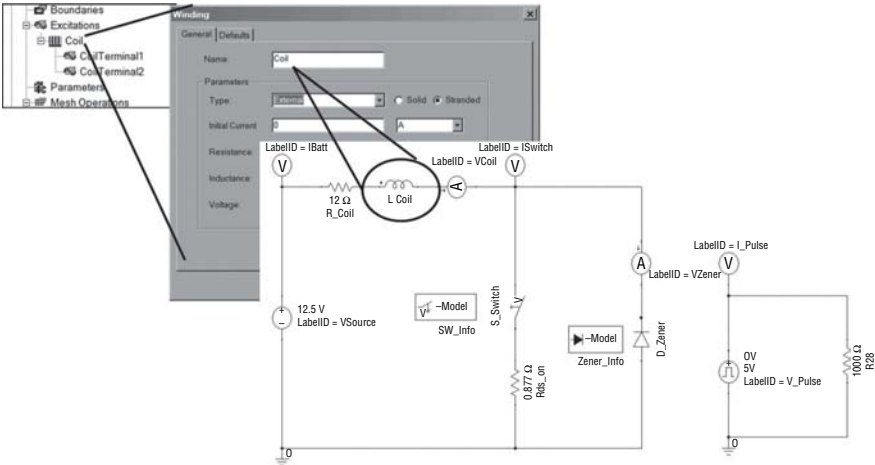 Boundaries
Excitations
Coil
CoilTerminal1
CoilTerminal2
Parameters
Mesh Operations
Winding
General
Defaults
Name:
Coil
Parameters
Type:
External
Solid
Stranded
Initial Current
0
A
Resistance:
Inductance:
Voltage:
LabelID = IBatt
V
LabelID = VCoil
LabelID = ISwitch
V
12 Ω
R_Coil
L Coil
A
LabelID = I_Pulse
V
A
LabelID = VZener
12.5 V
LabelID = VSource
+
–
–Model
V
SW_Info
S_Switch
V
–Model
Zener_Info
D_Zener
0.877 Ω
Rds_on
0V
5V
LabelID = V_Pulse
+
1000 Ω
R28
0
0